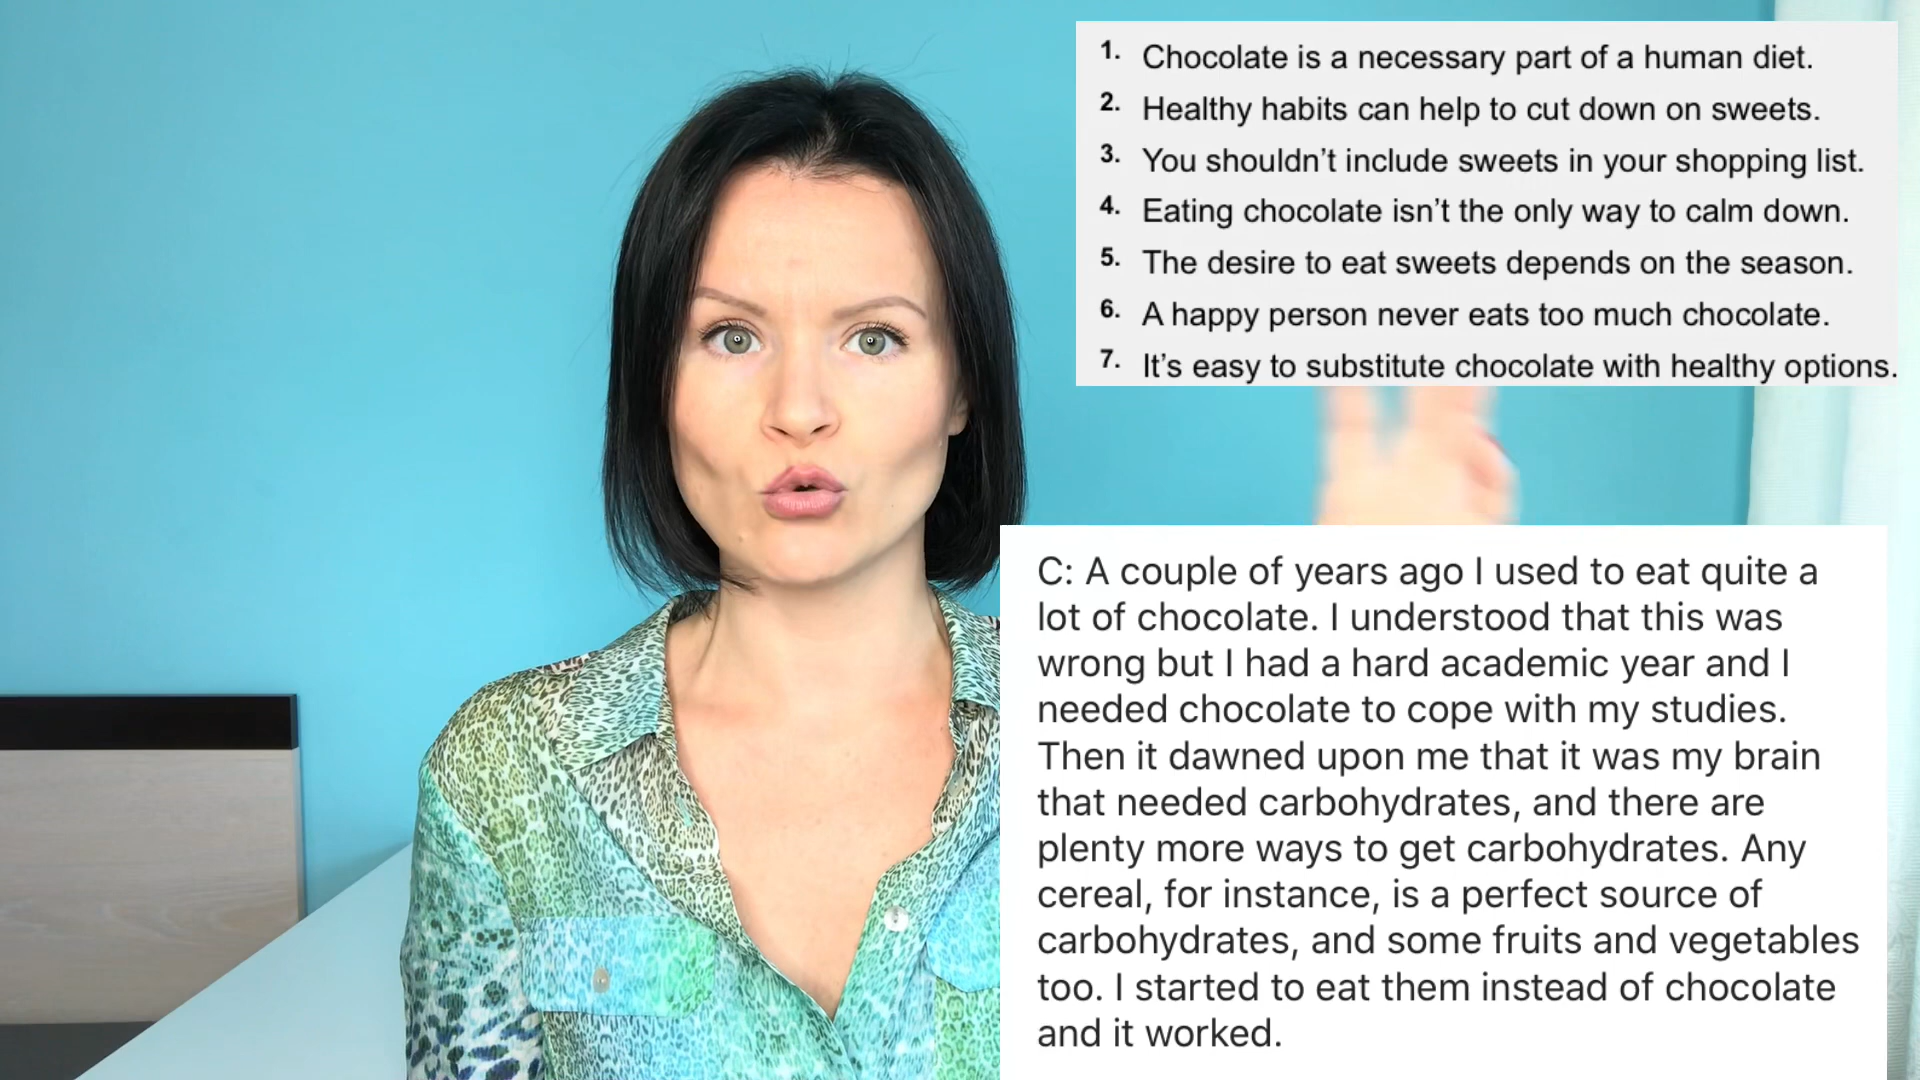 1. Chocolate is a necessary part of a human diet.
2. Healthy habits can help to cut down on sweets.
3. You shouldn’t include sweets in your shopping list.
4. Eating chocolate isn’t the only way to calm down.
5. The desire to eat sweets depends on the season.
6. A happy person never eats too much chocolate.
7. It’s easy to substitute chocolate with healthy options.
C: A couple of years ago I used to eat quite a
lot of chocolate. I understood that this was
wrong but I had a hard academic year and I
needed chocolate to cope with my studies.
Then it dawned upon me that it was my brain
that needed carbohydrates, and there are
plenty more ways to get carbohydrates. Any
cereal, for instance, is a perfect source of
carbohydrates, and some fruits and vegetables
too. I started to eat them instead of chocolate
and it worked.